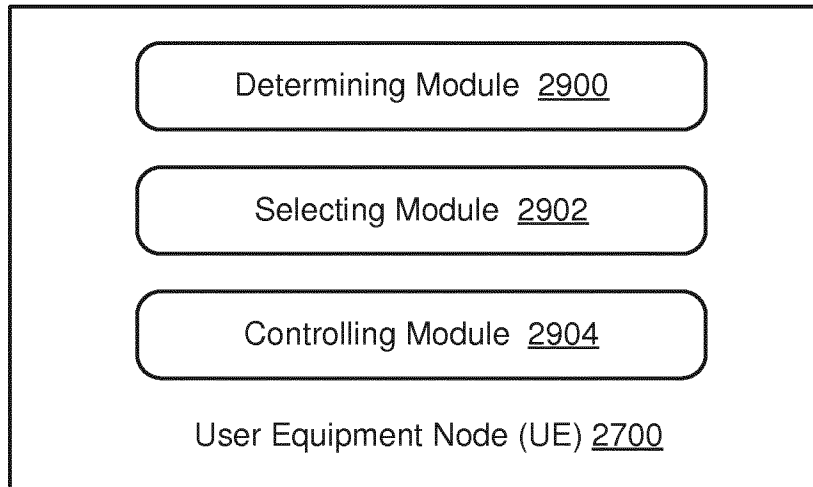 Determining Module 2900
Selecting Module 2902
Controlling Module 2904
User Equipment Node (UE) 2700